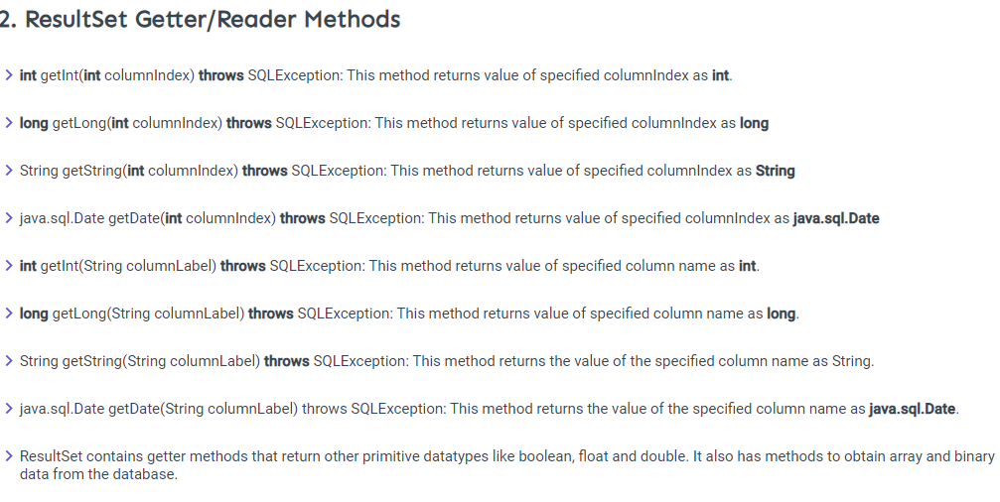 2. ResultSet Getter/Reader Methods
int getInt(int columnIndex) throws SQLException: This method returns value of specified columnIndex as int.
long getLong(int columnIndex) throws SQLException: This method returns value of specified columnIndex as long
String getString(int columnIndex) throws SQLException: This method returns value of specified columnIndex as String
java.sql.Date getDate(int columnIndex) throws SQLException: This method returns value of specified columnIndex as java.sql.Date
int getInt(String columnLabel) throws SQLException: This method returns value of specified column name as int.
long getLong(String columnLabel) throws SQLException: This method returns value of specified column name as long.
String getString(String columnLabel) throws SQLException: This method returns the value of the specified column name as String.
java.sql.Date getDate(String columnLabel) throws SQLException: This method returns the value of the specified column name as java.sql.Date.
ResultSet contains getter methods that return other primitive datatypes like boolean, float and double. It also has methods to obtain array and binary
data from the database.